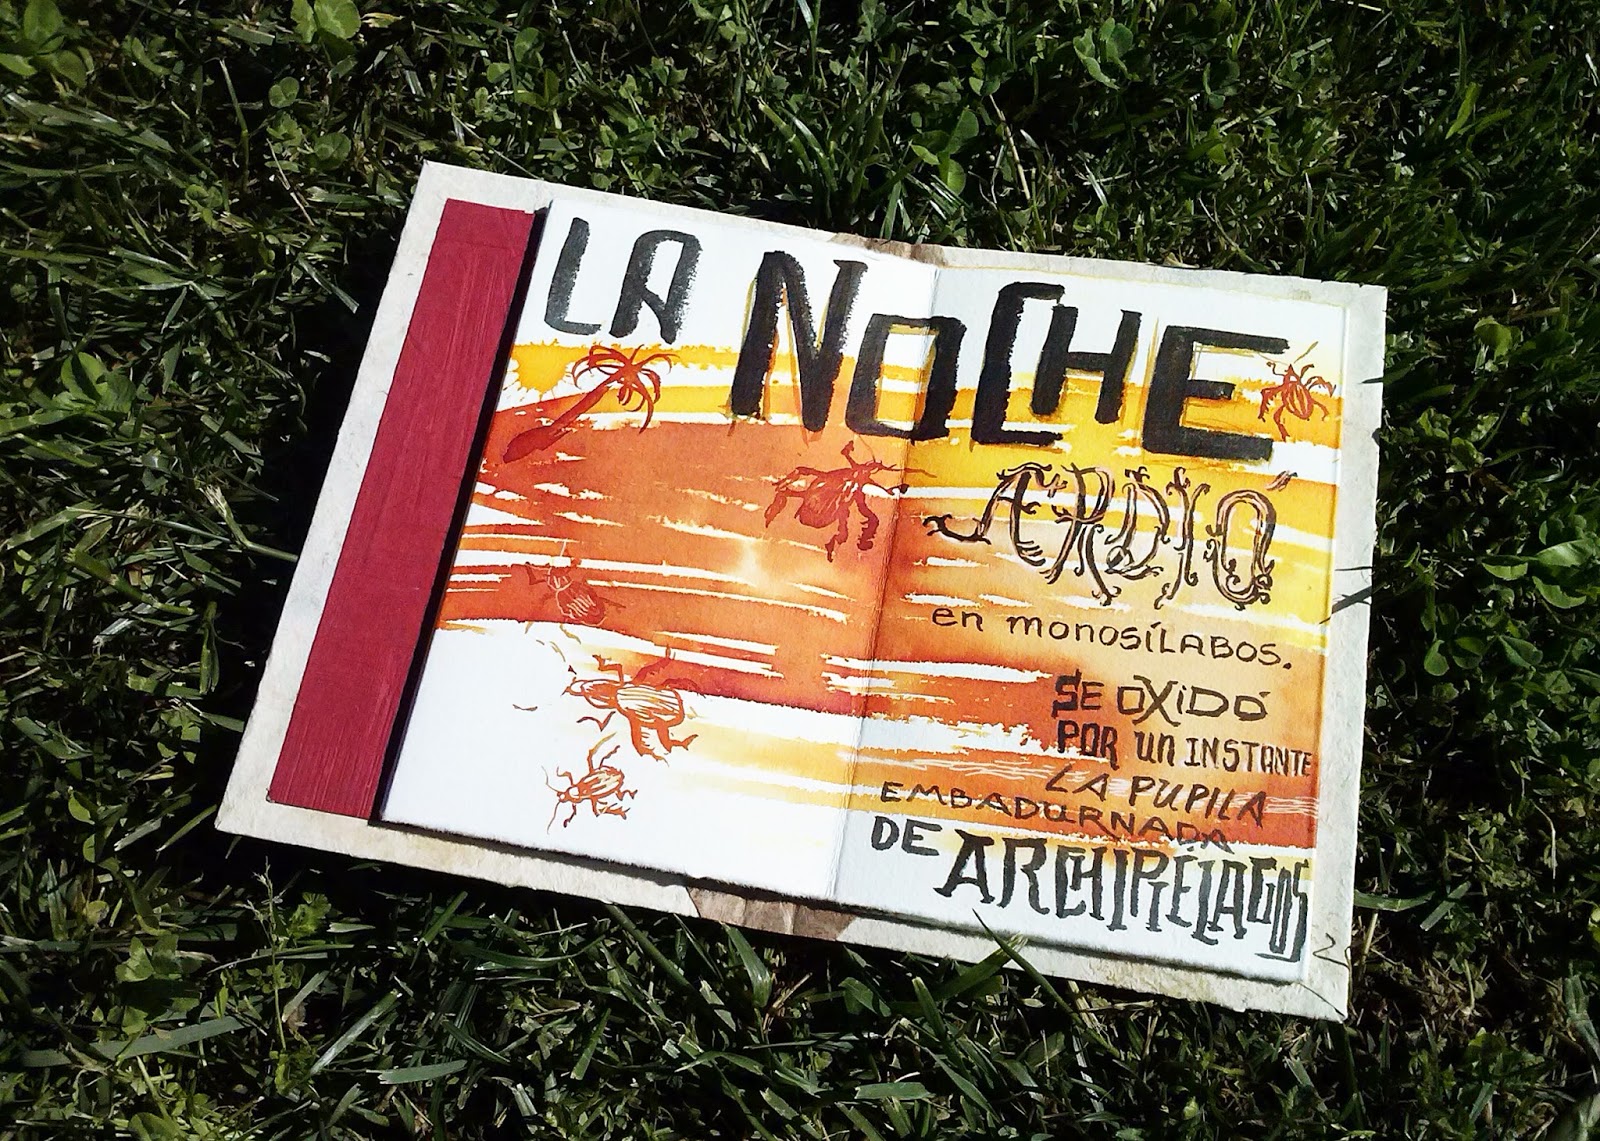 LA NOCHE
ARDIÓ
en monosílabos.
SE OXIDÓ
POR un INSTANTE
LA PUPILA
EMBADURNADA
DE ARCHIPIÉLAGOS